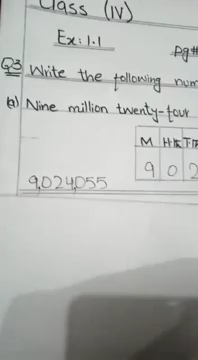 Class (IV)
Ex: 1.1
Pg#
Q3 Write the following num
(a) Nine million twenty-four
M H.Th T.Th
9 0 2
9,024,055